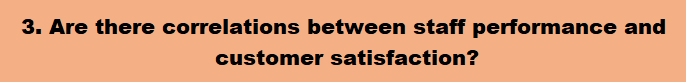 3. Are there correlations between staff performance and
customer satisfaction?